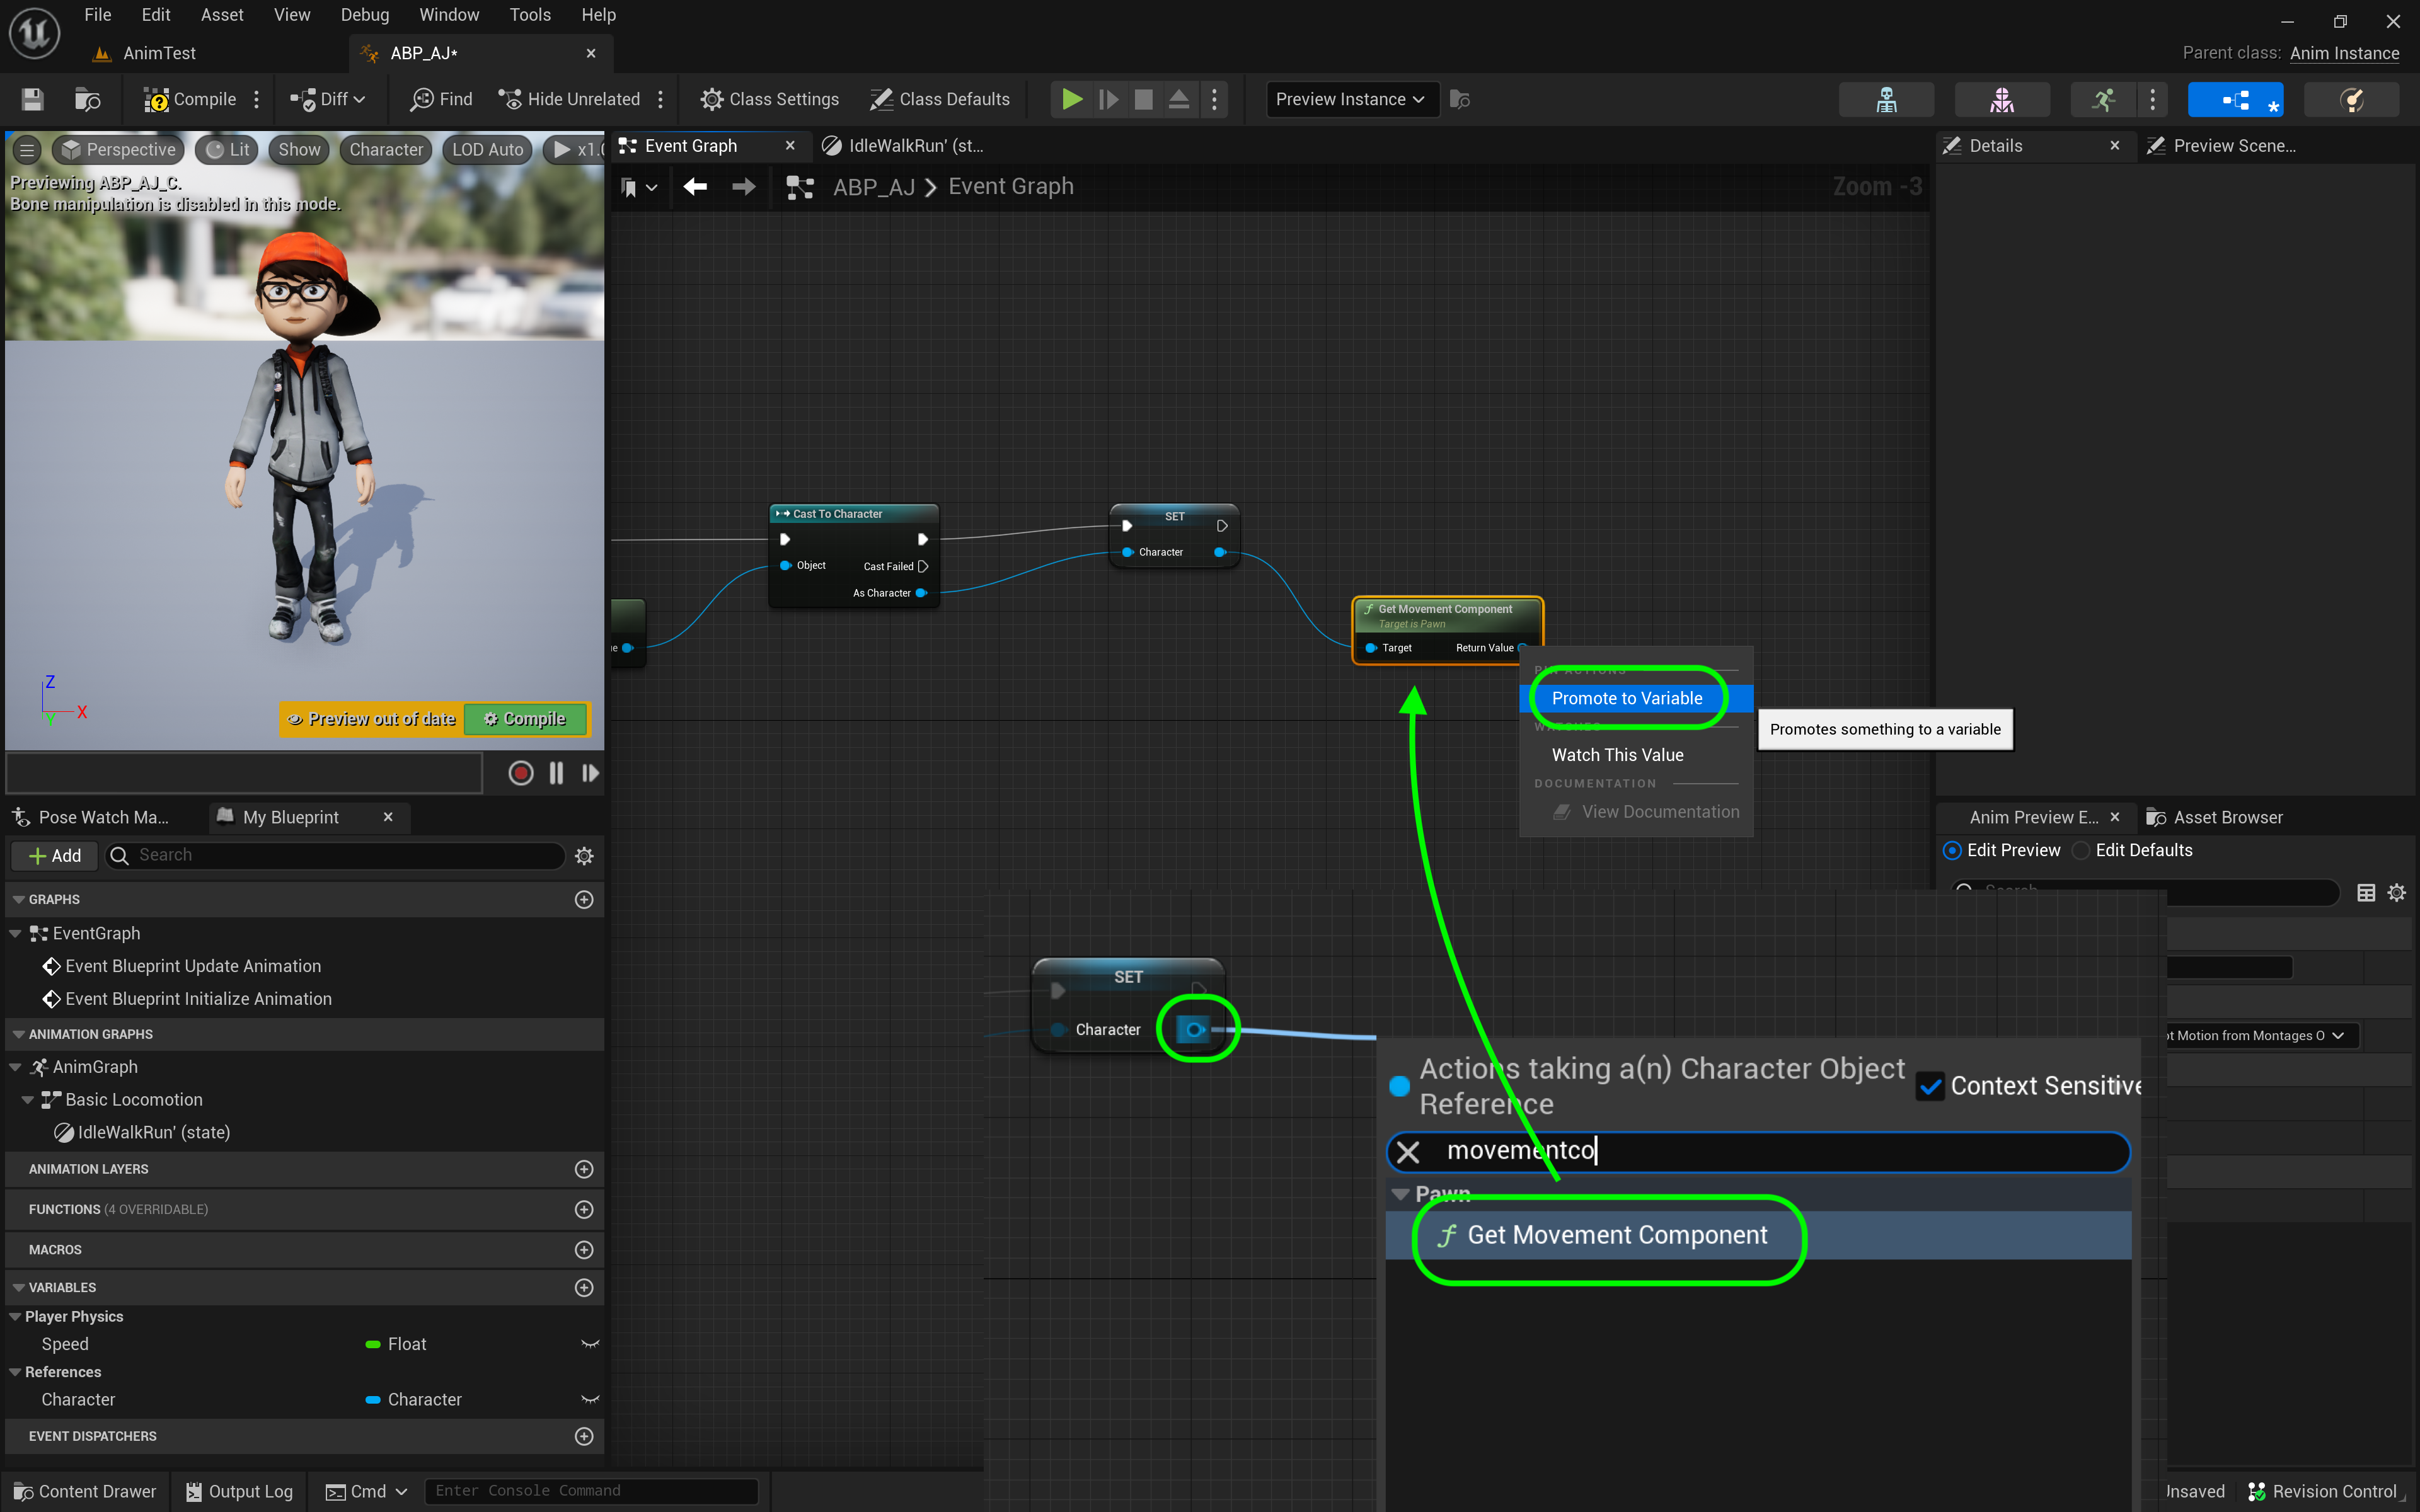 File Edit Asset View Debug Window Tools Help
AnimTest
ABP_AJ*
Parent class: Anim Instance
Compile
Diff
Find
Hide Unrelated
Class Settings
Class Defaults
Preview Instance
Perspective
Lit
Show
Character
LOD Auto
Previewing ABP_AJ_C.
Bone manipulation is disabled in this mode.
Z
X
Y
Preview out of date
Compile
Event Graph
IdleWalkRun' (st...
ABP_AJ > Event Graph
Zoom -3
Cast To Character
Object
Cast Failed
As Character
SET
Character
Get Movement Component
Target is Pawn
Target
Return Value
Promote to Variable
Promotes something to a variable
Watch This Value
DOCUMENTATION
View Documentation
Details
Preview Scene...
Pose Watch Ma...
My Blueprint
Add
Search
GRAPHS
EventGraph
Event Blueprint Update Animation
Event Blueprint Initialize Animation
ANIMATION GRAPHS
AnimGraph
Basic Locomotion
IdleWalkRun' (state)
ANIMATION LAYERS
FUNCTIONS (4 OVERRIDABLE)
MACROS
VARIABLES
Player Physics
Speed Float
References
Character Character
EVENT DISPATCHERS
Anim Preview E...
Asset Browser
Edit Preview
Edit Defaults
SET
Character
Actions taking a(n) Character Object
Reference
Context Sensitive
movementco
Pawn
Get Movement Component
Motion from Montages O
Content Drawer
Output Log
Cmd
Enter Console Command
Revision Control